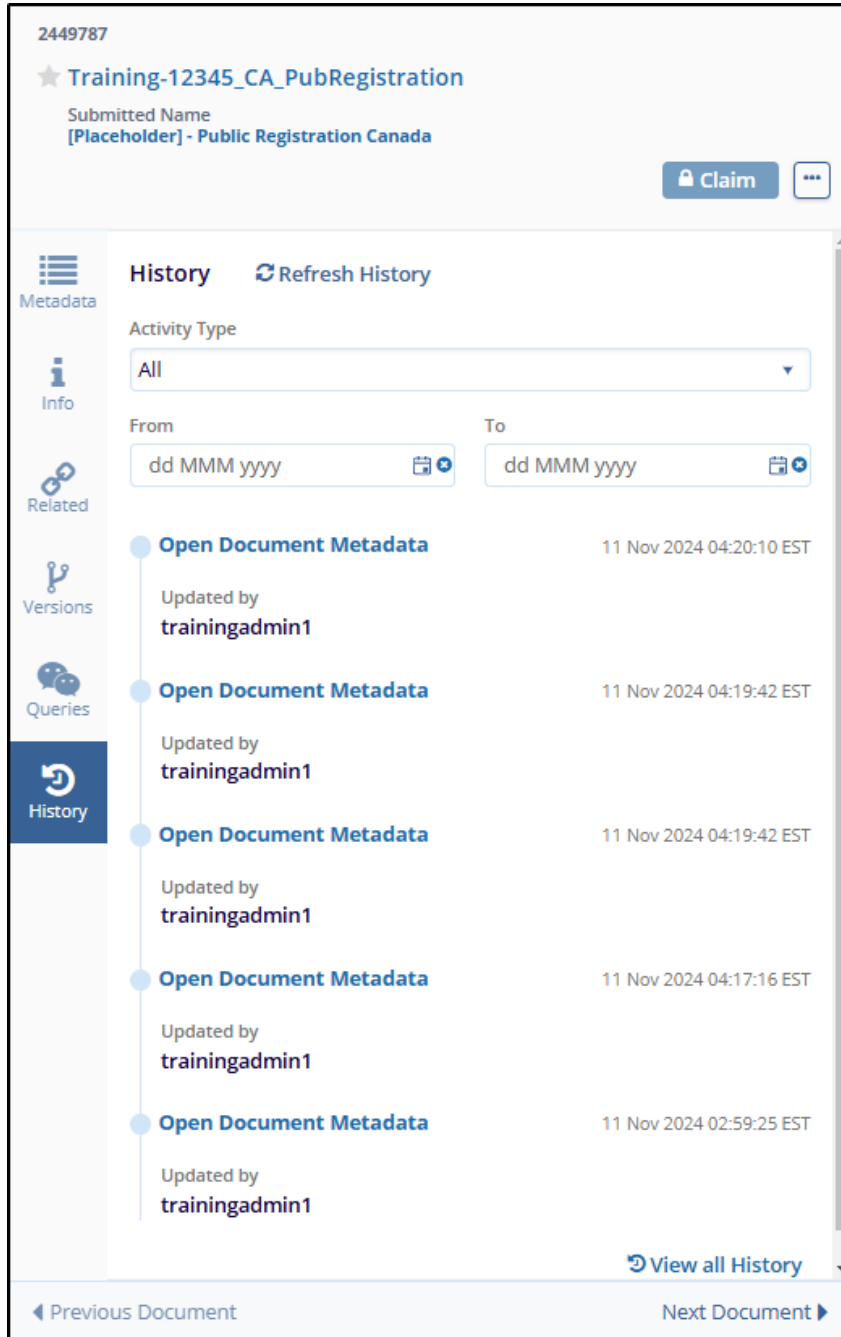 2449787
Training-12345_CA_PubRegistration
Submitted Name
[Placeholder] - Public Registration Canada
Claim
Metadata
Info
Related
Versions
Queries
History
History Refresh History
Activity Type
All
From To
dd MMM yyyy dd MMM yyyy
Open Document Metadata 11 Nov 2024 04:20:10 EST
Updated by
trainingadmin1
Open Document Metadata 11 Nov 2024 04:19:42 EST
Updated by
trainingadmin1
Open Document Metadata 11 Nov 2024 04:19:42 EST
Updated by
trainingadmin1
Open Document Metadata 11 Nov 2024 04:17:16 EST
Updated by
trainingadmin1
Open Document Metadata 11 Nov 2024 02:59:25 EST
Updated by
trainingadmin1
View all History
Previous Document Next Document